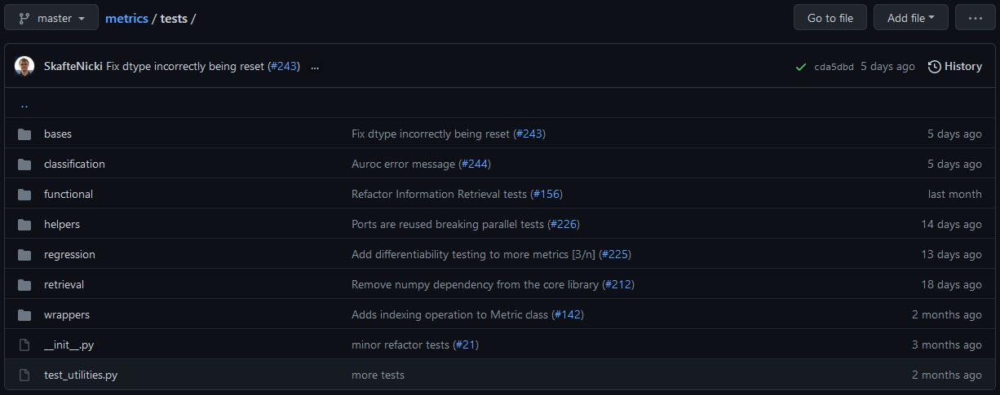 master metrics / tests / Go to file Add file ...
SkafteNicki Fix dtype incorrectly being reset (#243) ... cda5dbd 5 days ago History
..
bases Fix dtype incorrectly being reset (#243) 5 days ago
classification Auroc error message (#244) 5 days ago
functional Refactor Information Retrieval tests (#156) last month
helpers Ports are reused breaking parallel tests (#226) 14 days ago
regression Add differentiability testing to more metrics [3/n] (#225) 13 days ago
retrieval Remove numpy dependency from the core library (#212) 18 days ago
wrappers Adds indexing operation to Metric class (#142) 2 months ago
__init__.py minor refactor tests (#21) 3 months ago
test_utilities.py more tests 2 months ago